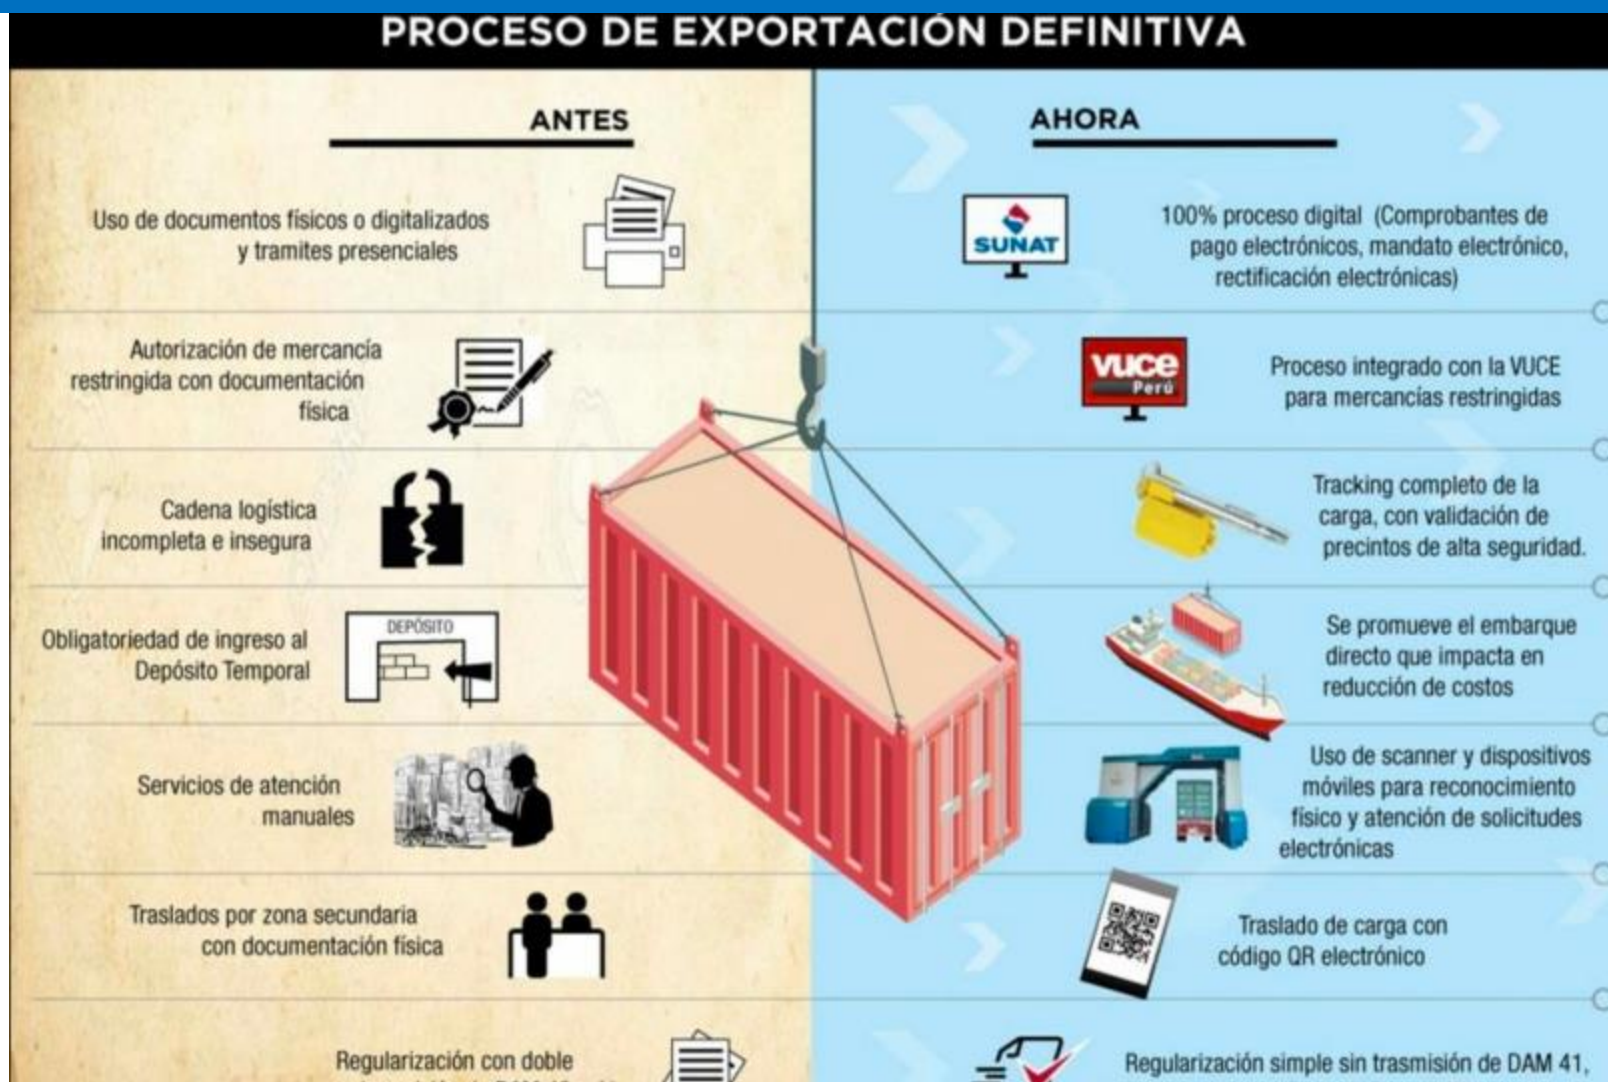 PROCESO DE EXPORTACIÓN DEFINITIVA
ANTES
AHORA
Uso de documentos físicos o digitalizados
y tramites presenciales
SUNAT
100% proceso digital (Comprobantes de
pago electrónicos, mandato electrónico,
rectificación electrónicas)
Autorización de mercancía
restringida con documentación
física
vuce
Perú
Proceso integrado con la VUCE
para mercancías restringidas
Cadena logística
incompleta e insegura
Tracking completo de la
carga, con validación de
precintos de alta seguridad.
Obligatoriedad de ingreso al
Depósito Temporal
DEPÓSITO
Se promueve el embarque
directo que impacta en
reducción de costos
Servicios de atención
manuales
Uso de scanner y dispositivos
móviles para reconocimiento
físico y atención de solicitudes
electrónicas
Traslados por zona secundaria
con documentación física
Traslado de carga con
código QR electrónico
Regularización con doble
Regularización simple sin trasmisión de DAM 41,